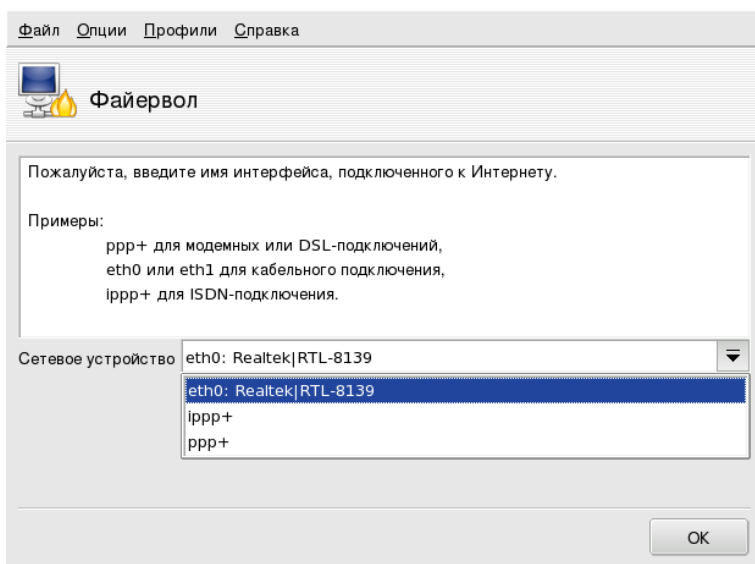 Файл Опции Профили Справка
Файервол
Пожалуйста, введите имя интерфейса, подключенного к Интернету.
Примеры:
ppp+ для модемных или DSL-подключений,
eth0 или eth1 для кабельного подключения,
ippp+ для ISDN-подключения.
Сетевое устройство eth0: Realtek|RTL-8139
eth0: Realtek|RTL-8139
ippp+
ppp+
OK